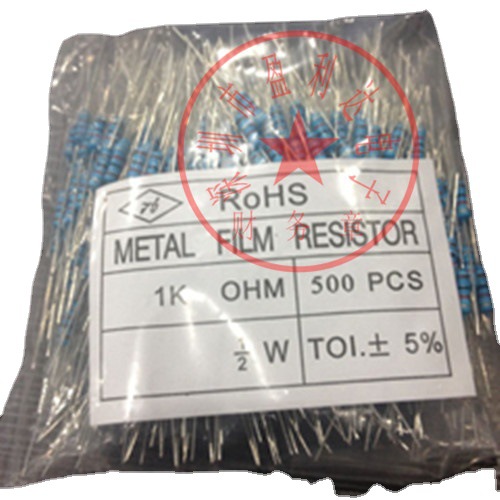 RoHS
METAL FILM RESISTOR
1K OHM 500 PCS
½ W TOI.± 5%